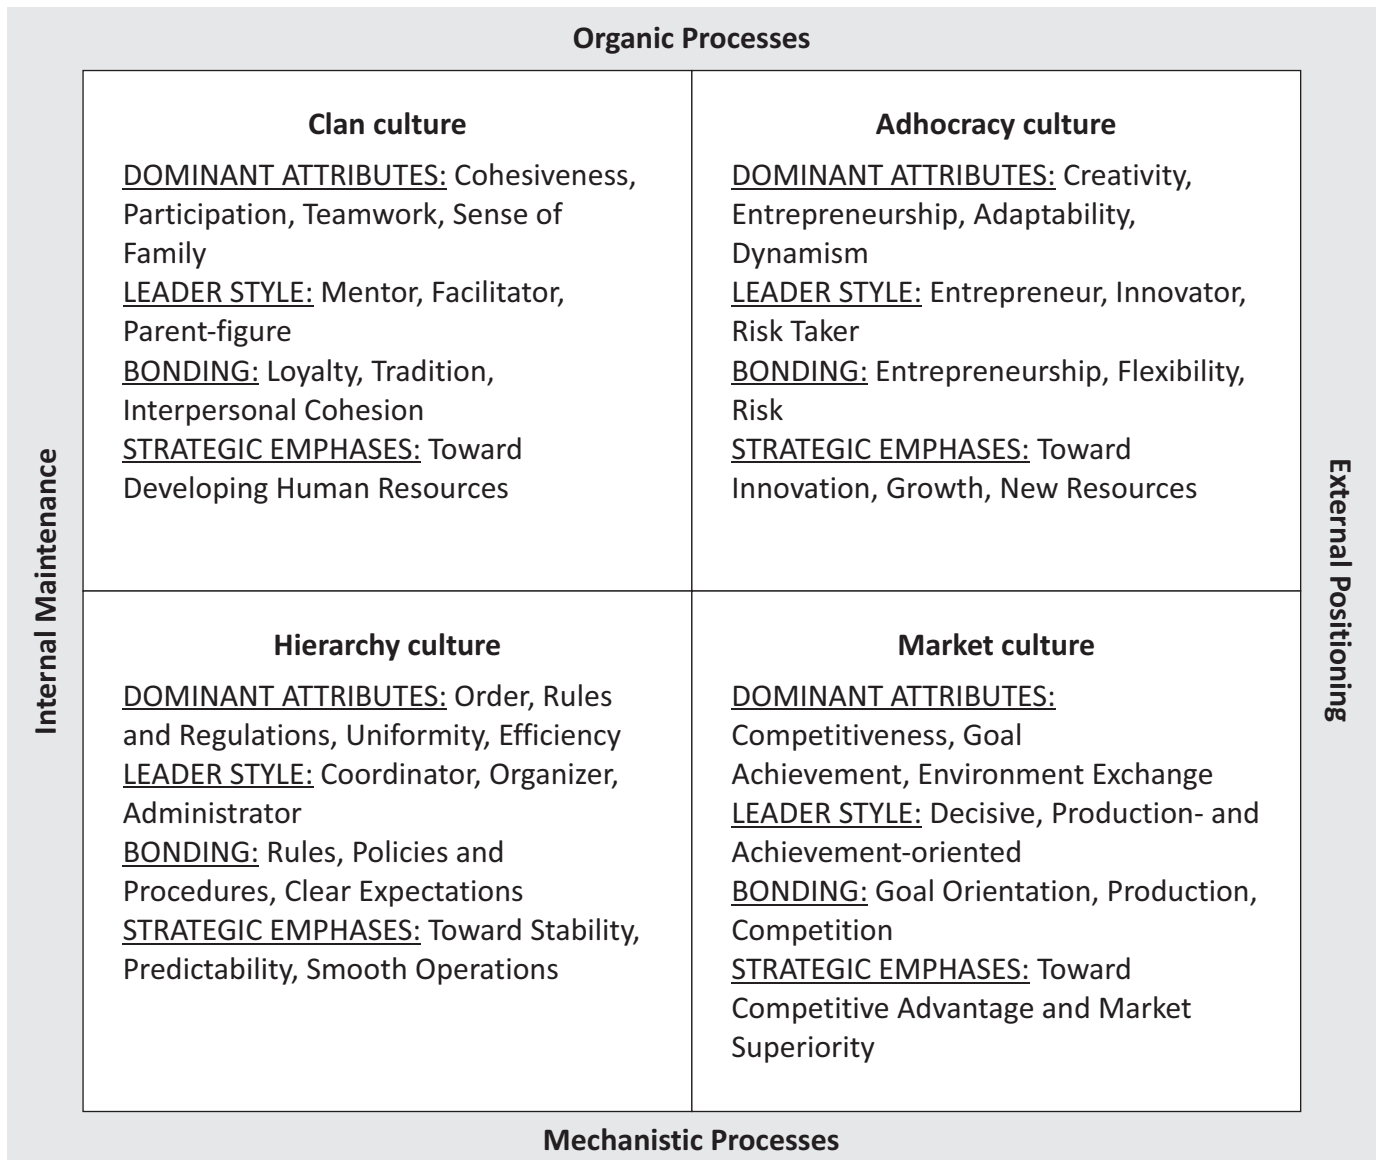 Organic Processes
Clan culture
DOMINANT ATTRIBUTES: Cohesiveness,
Participation, Teamwork, Sense of
Family
LEADER STYLE: Mentor, Facilitator,
Parent-figure
BONDING: Loyalty, Tradition,
Interpersonal Cohesion
STRATEGIC EMPHASES: Toward
Developing Human Resources
Adhocracy culture
DOMINANT ATTRIBUTES: Creativity,
Entrepreneurship, Adaptability,
Dynamism
LEADER STYLE: Entrepreneur, Innovator,
Risk Taker
BONDING: Entrepreneurship, Flexibility,
Risk
STRATEGIC EMPHASES: Toward
Innovation, Growth, New Resources
Internal Maintenance
External Positioning
Hierarchy culture
DOMINANT ATTRIBUTES: Order, Rules
and Regulations, Uniformity, Efficiency
LEADER STYLE: Coordinator, Organizer,
Administrator
BONDING: Rules, Policies and
Procedures, Clear Expectations
STRATEGIC EMPHASES: Toward Stability,
Predictability, Smooth Operations
Market culture
DOMINANT ATTRIBUTES:
Competitiveness, Goal
Achievement, Environment Exchange
LEADER STYLE: Decisive, Production- and
Achievement-oriented
BONDING: Goal Orientation, Production,
Competition
STRATEGIC EMPHASES: Toward
Competitive Advantage and Market
Superiority
Mechanistic Processes